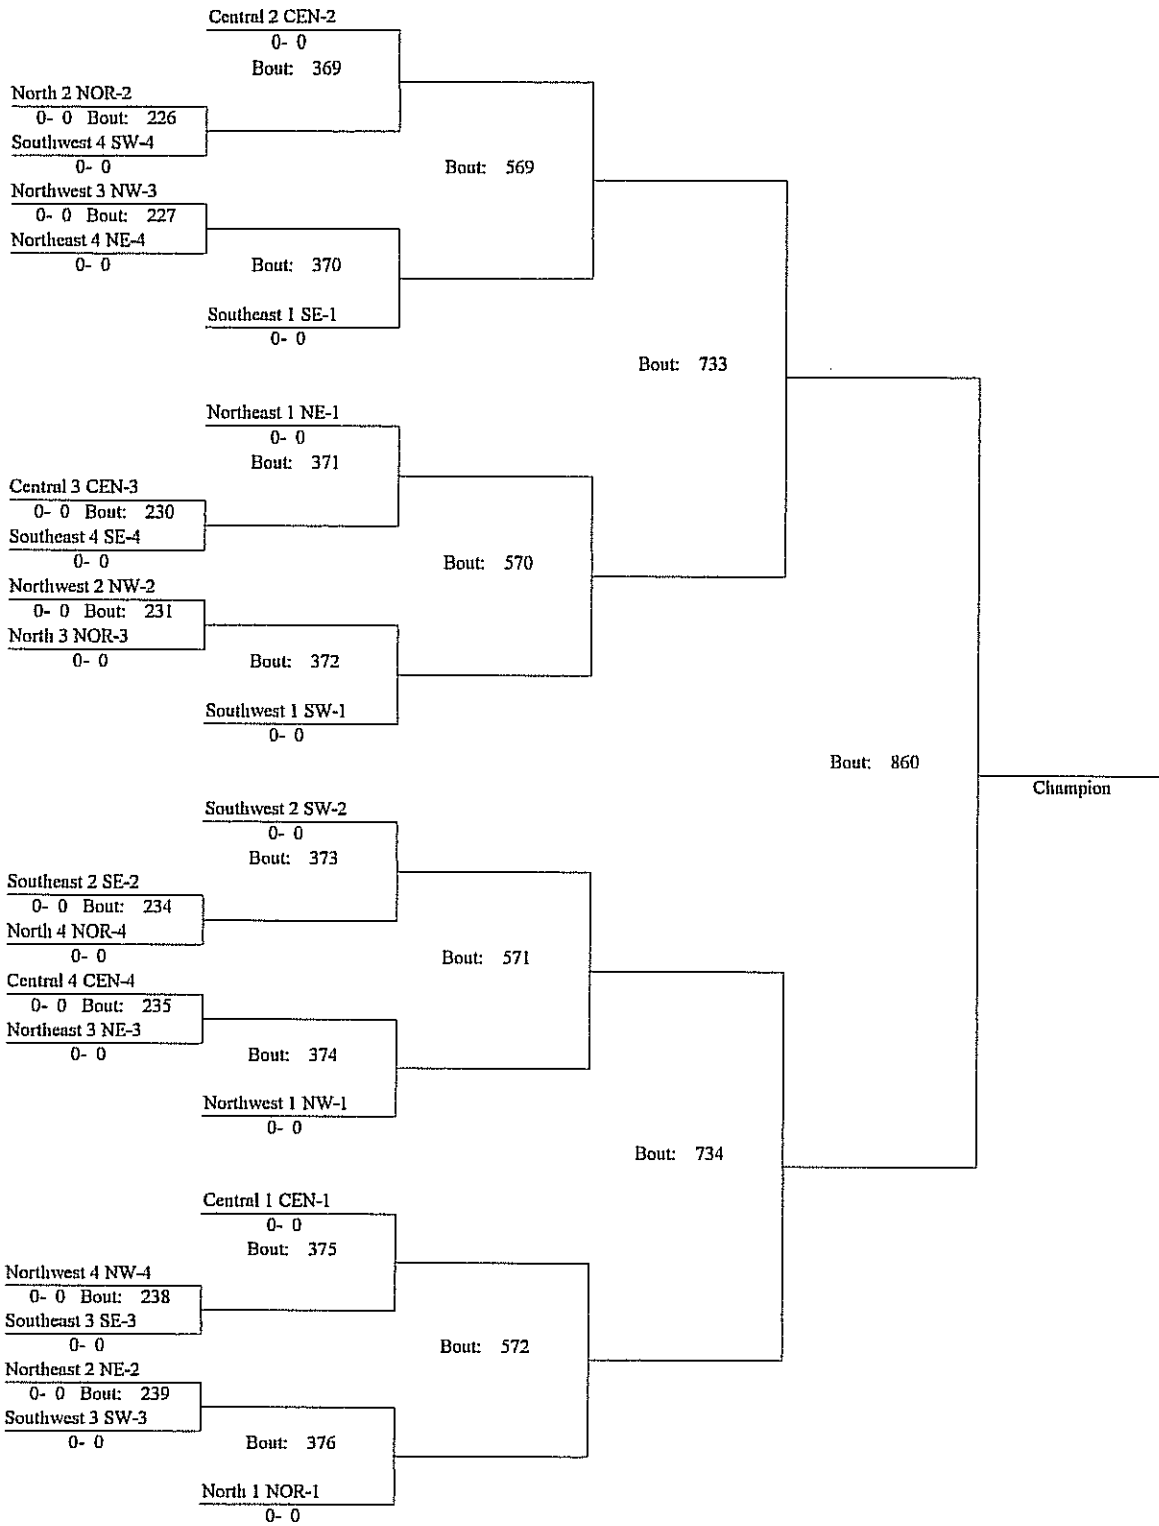 Central 2 CEN-2
0- 0
Bout: 369
North 2 NOR-2
0- 0 Bout: 226
Southwest 4 SW-4
0- 0
Bout: 569
Northwest 3 NW-3
0- 0 Bout: 227
Northeast 4 NE-4
0- 0
Bout: 370
Southeast 1 SE-1
0- 0
Bout: 733
Northeast 1 NE-1
0- 0
Bout: 371
Central 3 CEN-3
0- 0 Bout: 230
Southeast 4 SE-4
0- 0
Bout: 570
Northwest 2 NW-2
0- 0 Bout: 231
North 3 NOR-3
0- 0
Bout: 372
Southwest 1 SW-1
0- 0
Bout: 860
Champion
Southwest 2 SW-2
0- 0
Bout: 373
Southeast 2 SE-2
0- 0 Bout: 234
North 4 NOR-4
0- 0
Bout: 571
Central 4 CEN-4
0- 0 Bout: 235
Northeast 3 NE-3
0- 0
Bout: 374
Northwest 1 NW-1
0- 0
Bout: 734
Central 1 CEN-1
0- 0
Bout: 375
Northwest 4 NW-4
0- 0 Bout: 238
Southeast 3 SE-3
0- 0
Bout: 572
Northeast 2 NE-2
0- 0 Bout: 239
Southwest 3 SW-3
0- 0
Bout: 376
North 1 NOR-1
0- 0